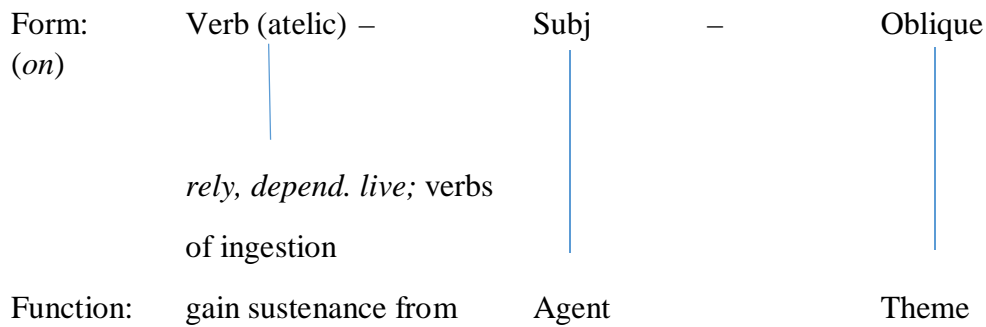 Form: Verb (atelic) – Subj – Oblique
(on)
rely, depend. live; verbs
of ingestion
Function: gain sustenance from Agent Theme